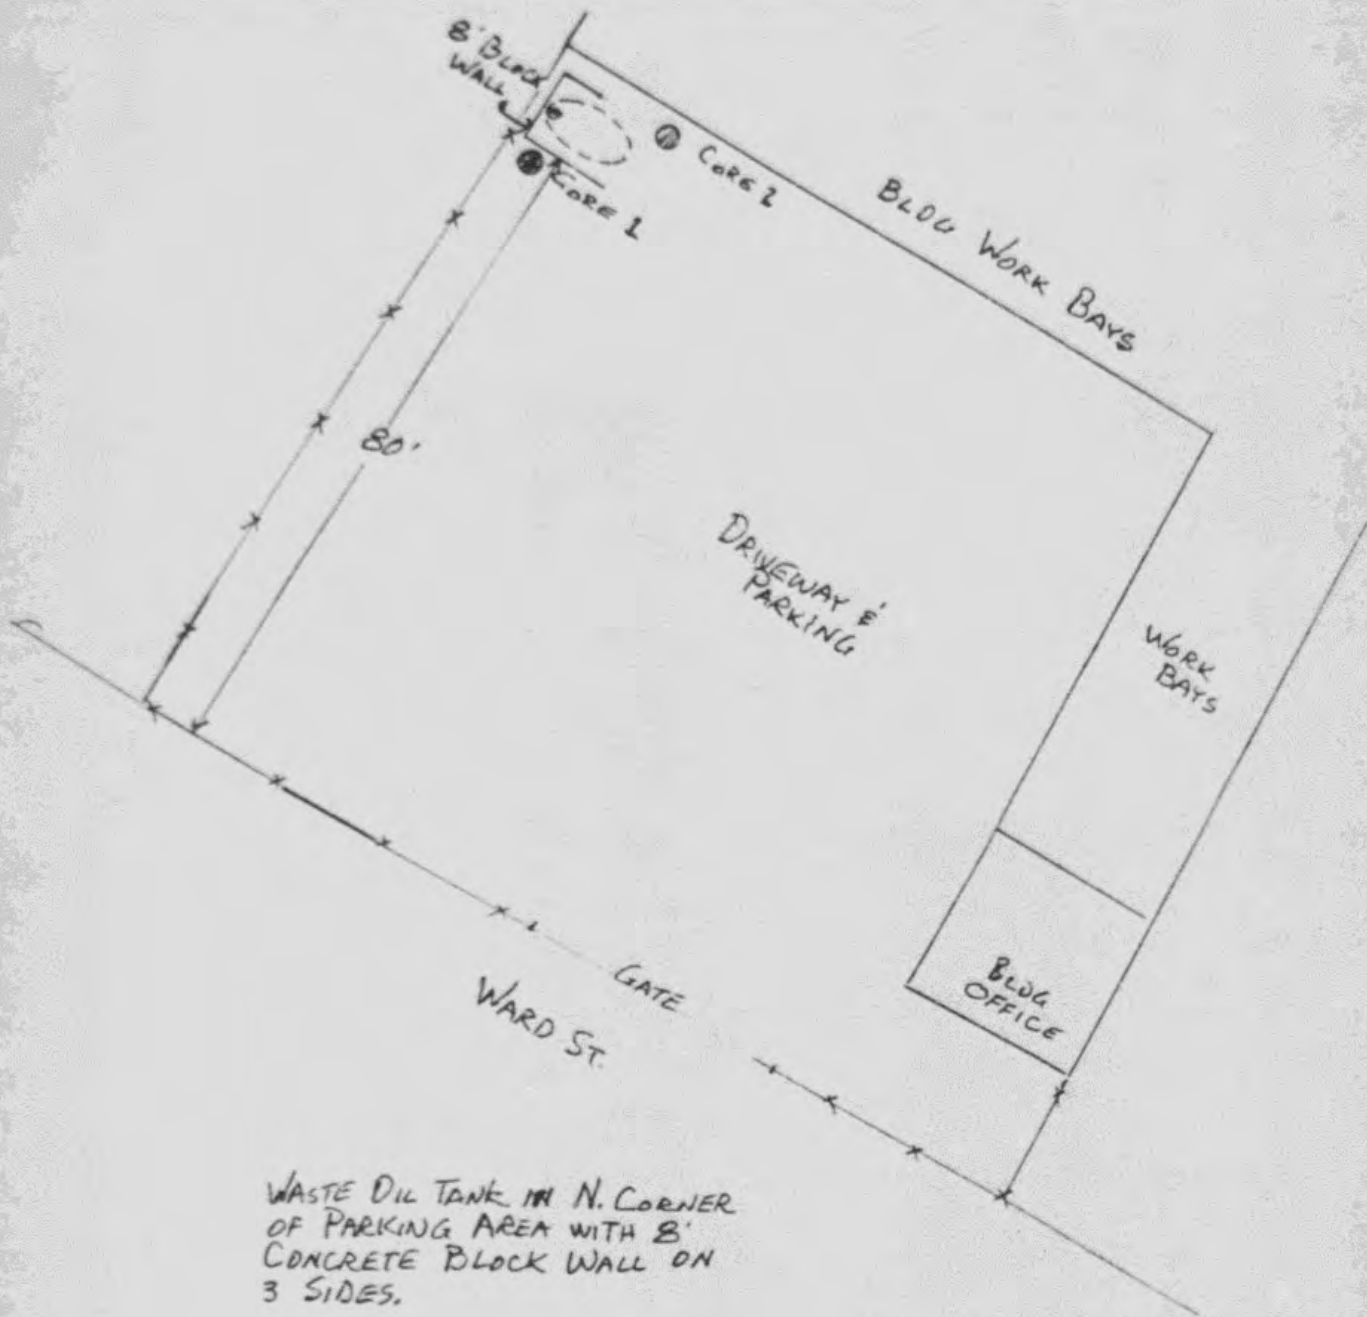 8' BLOCK
WALL
CORE 1
CORE 2
BLDG WORK BAYS
80'
DRIVEWAY &
PARKING
WORK
BAYS
BLDG
OFFICE
GATE
WARD ST.
WASTE OIL TANK IN N. CORNER
OF PARKING AREA WITH 8'
CONCRETE BLOCK WALL ON
3 SIDES.